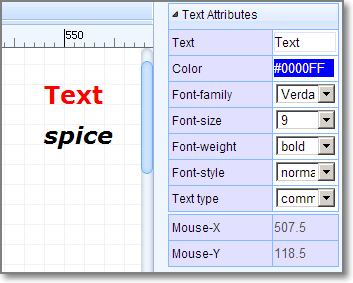 550
Text
spice
Text Attributes
Text Text
Color #0000FF
Font-family Verda
Font-size 9
Font-weight bold
Font-style norma
Text type comm
Mouse-X 507.5
Mouse-Y 118.5